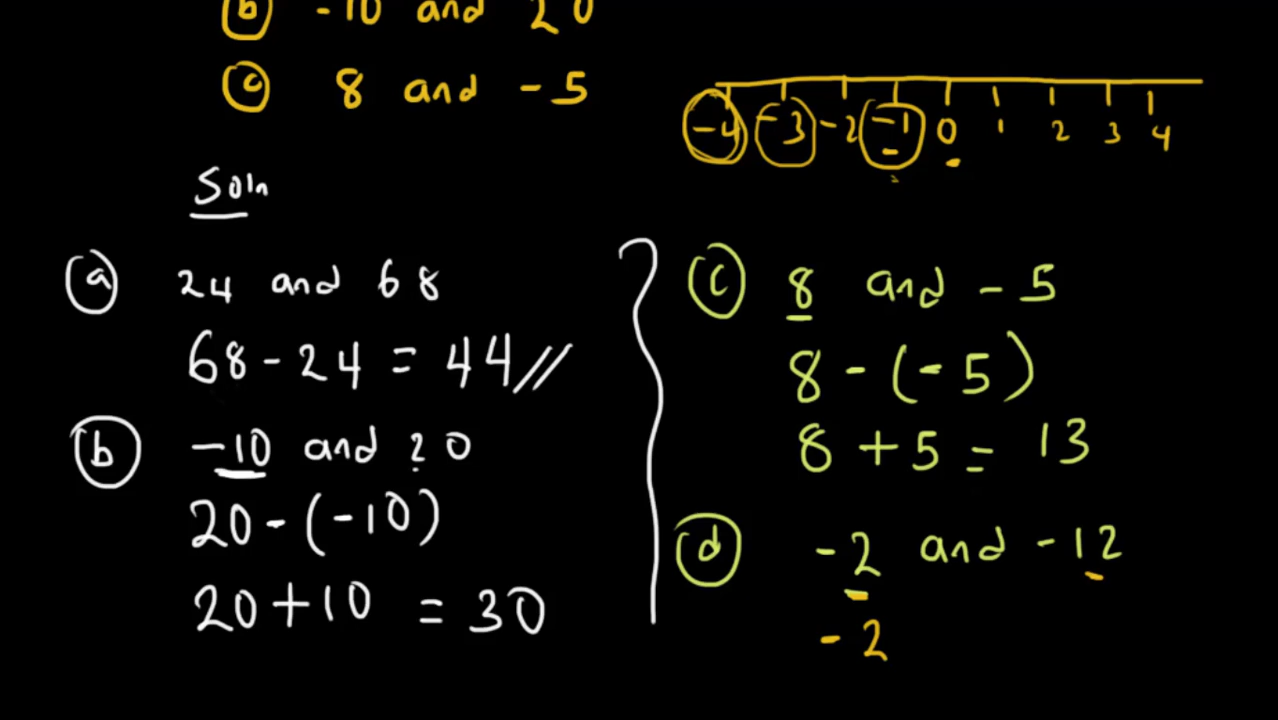 (b) -10 and 20
(c) 8 and -5
-4 -3 -2 -1 0 1 2 3 4
Soln
(a) 24 and 68
68 - 24 = 44 //
(b) -10 and 20
20 - (-10)
20 + 10 = 30
(c) 8 and -5
8 - (-5)
8 + 5 = 13
(d) -2 and -12
-2